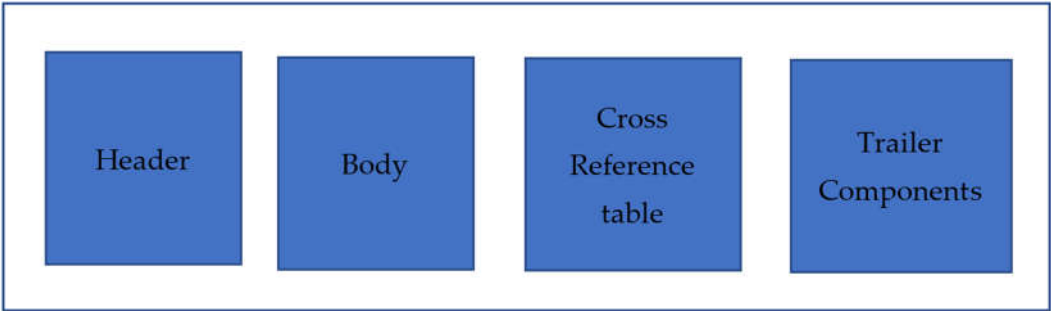 Header
Body
Cross
Reference
table
Trailer
Components